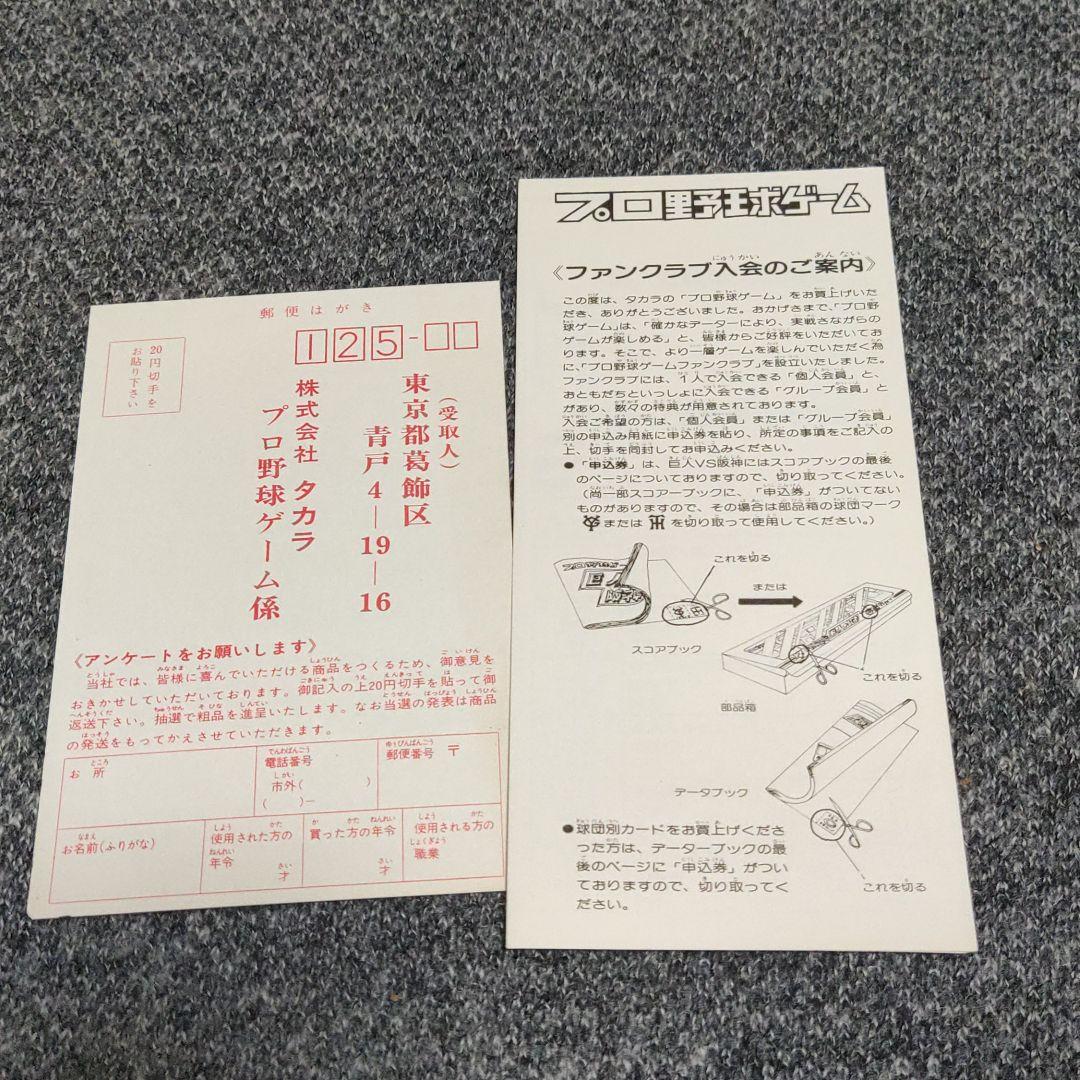 郵便はがき
20円切手を
お貼り下さい
125-
東京都葛飾区
青戸4-19-16
(受取人)
株式会社 タカラ
プロ野球ゲーム係
《アンケートをお願いします》
当社では、皆様に喜んでいただける商品をつくるため、御意見を
おきかせしていただいております。御記入の上20円切手を貼って御
返送下さい。抽選で粗品を進呈いたします。なお当選の発表は商品
の発送をもってかえさせていただきます。
お所
電話番号
市外( )
( )-
郵便番号 〒
お名前(ふりがな)
使用された方の
年令
才
買った方の年令
才
使用される方の
職業
プロ野球ゲーム
《ファンクラブ入会のご案内》
この度は、タカラの「プロ野球ゲーム」をお買上げいた
だき、ありがとうございました。おかげさまで、「プロ野
球ゲーム」は、「確かなデーターにより、実戦さながらの
ゲームが楽しめる」と、皆様からご好評をいただいてお
ります。そこで、より一層ゲームを楽しんでいただく為
に、「プロ野球ゲームファンクラブ」を設立いたしました。
ファンクラブには、1人で入会できる「個人会員」と、
おともだちといっしょに入会できる「グループ会員」と
があり、数々の特典が用意されております。
入会ご希望の方は、「個人会員」または「グループ会員」
別の申込み用紙に申込券を貼り、所定の事項をご記入の
上、切手を同封してお申込みください。
●「申込券」は、巨人VS阪神にはスコアブックの最後
のページについておりますので、切り取ってください。
(尚一部スコアーブックに、「申込券」がついてない
ものがありますので、その場合は部品箱の球団マーク
または を切り取って使用してください。)
これを切る
または
スコアブック
これを切る
部品箱
データブック
これを切る
●球団別カードをお買上げくださ
った方は、データーブックの最
後のページに「申込券」がつい
ておりますので、切り取ってく
ださい。